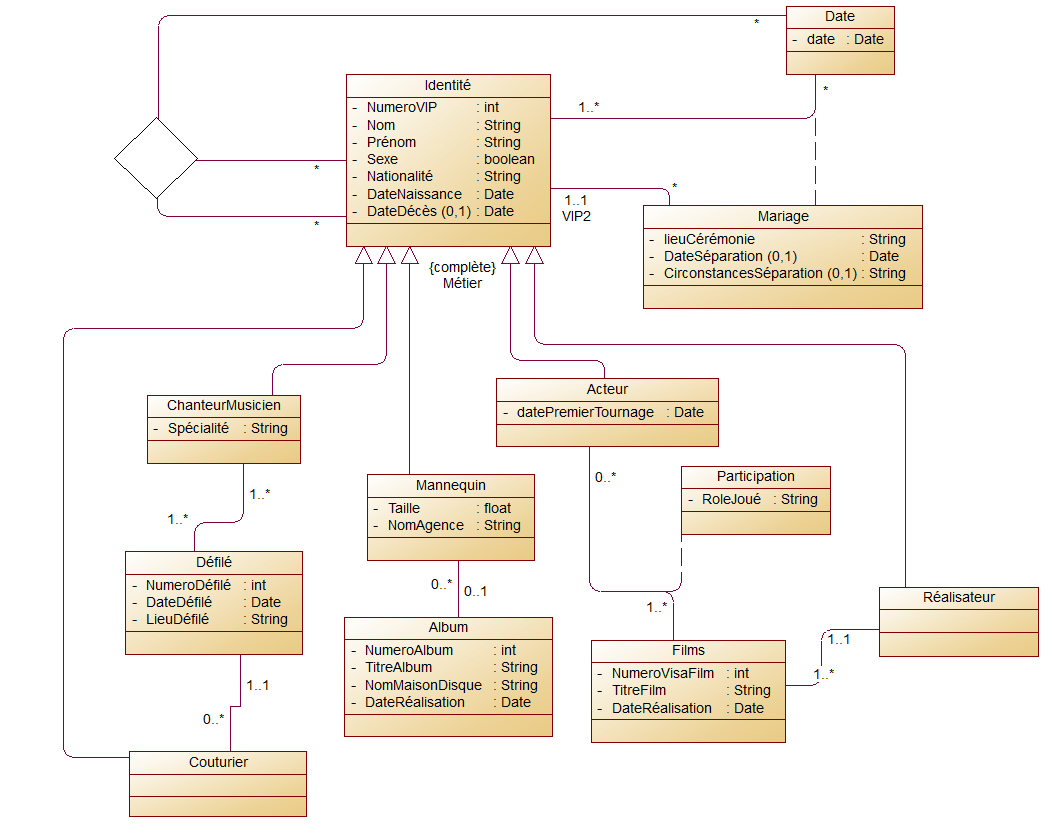 Date
- date : Date
*
Identité
- NumeroVIP : int
- Nom : String
- Prénom : String
- Sexe : boolean
- Nationalité : String
- DateNaissance : Date
- DateDécès (0,1) : Date
1..*
*
*
*
1..1
VIP2
*
Mariage
- lieuCérémonie : String
- DateSéparation (0,1) : Date
- CirconstancesSéparation (0,1) : String
{complète}
Métier
ChanteurMusicien
- Spécialité : String
Acteur
- datePremierTournage : Date
Mannequin
- Taille : float
- NomAgence : String
Participation
- RoleJoué : String
0..*
1..*
1..*
Défilé
- NumeroDéfilé : int
- DateDéfilé : Date
- LieuDéfilé : String
0..*
0..1
1..*
Album
- NumeroAlbum : int
- TitreAlbum : String
- NomMaisonDisque : String
- DateRéalisation : Date
Films
- NumeroVisaFilm : int
- TitreFilm : String
- DateRéalisation : Date
Réalisateur
1..1
1..*
1..1
0..*
Couturier